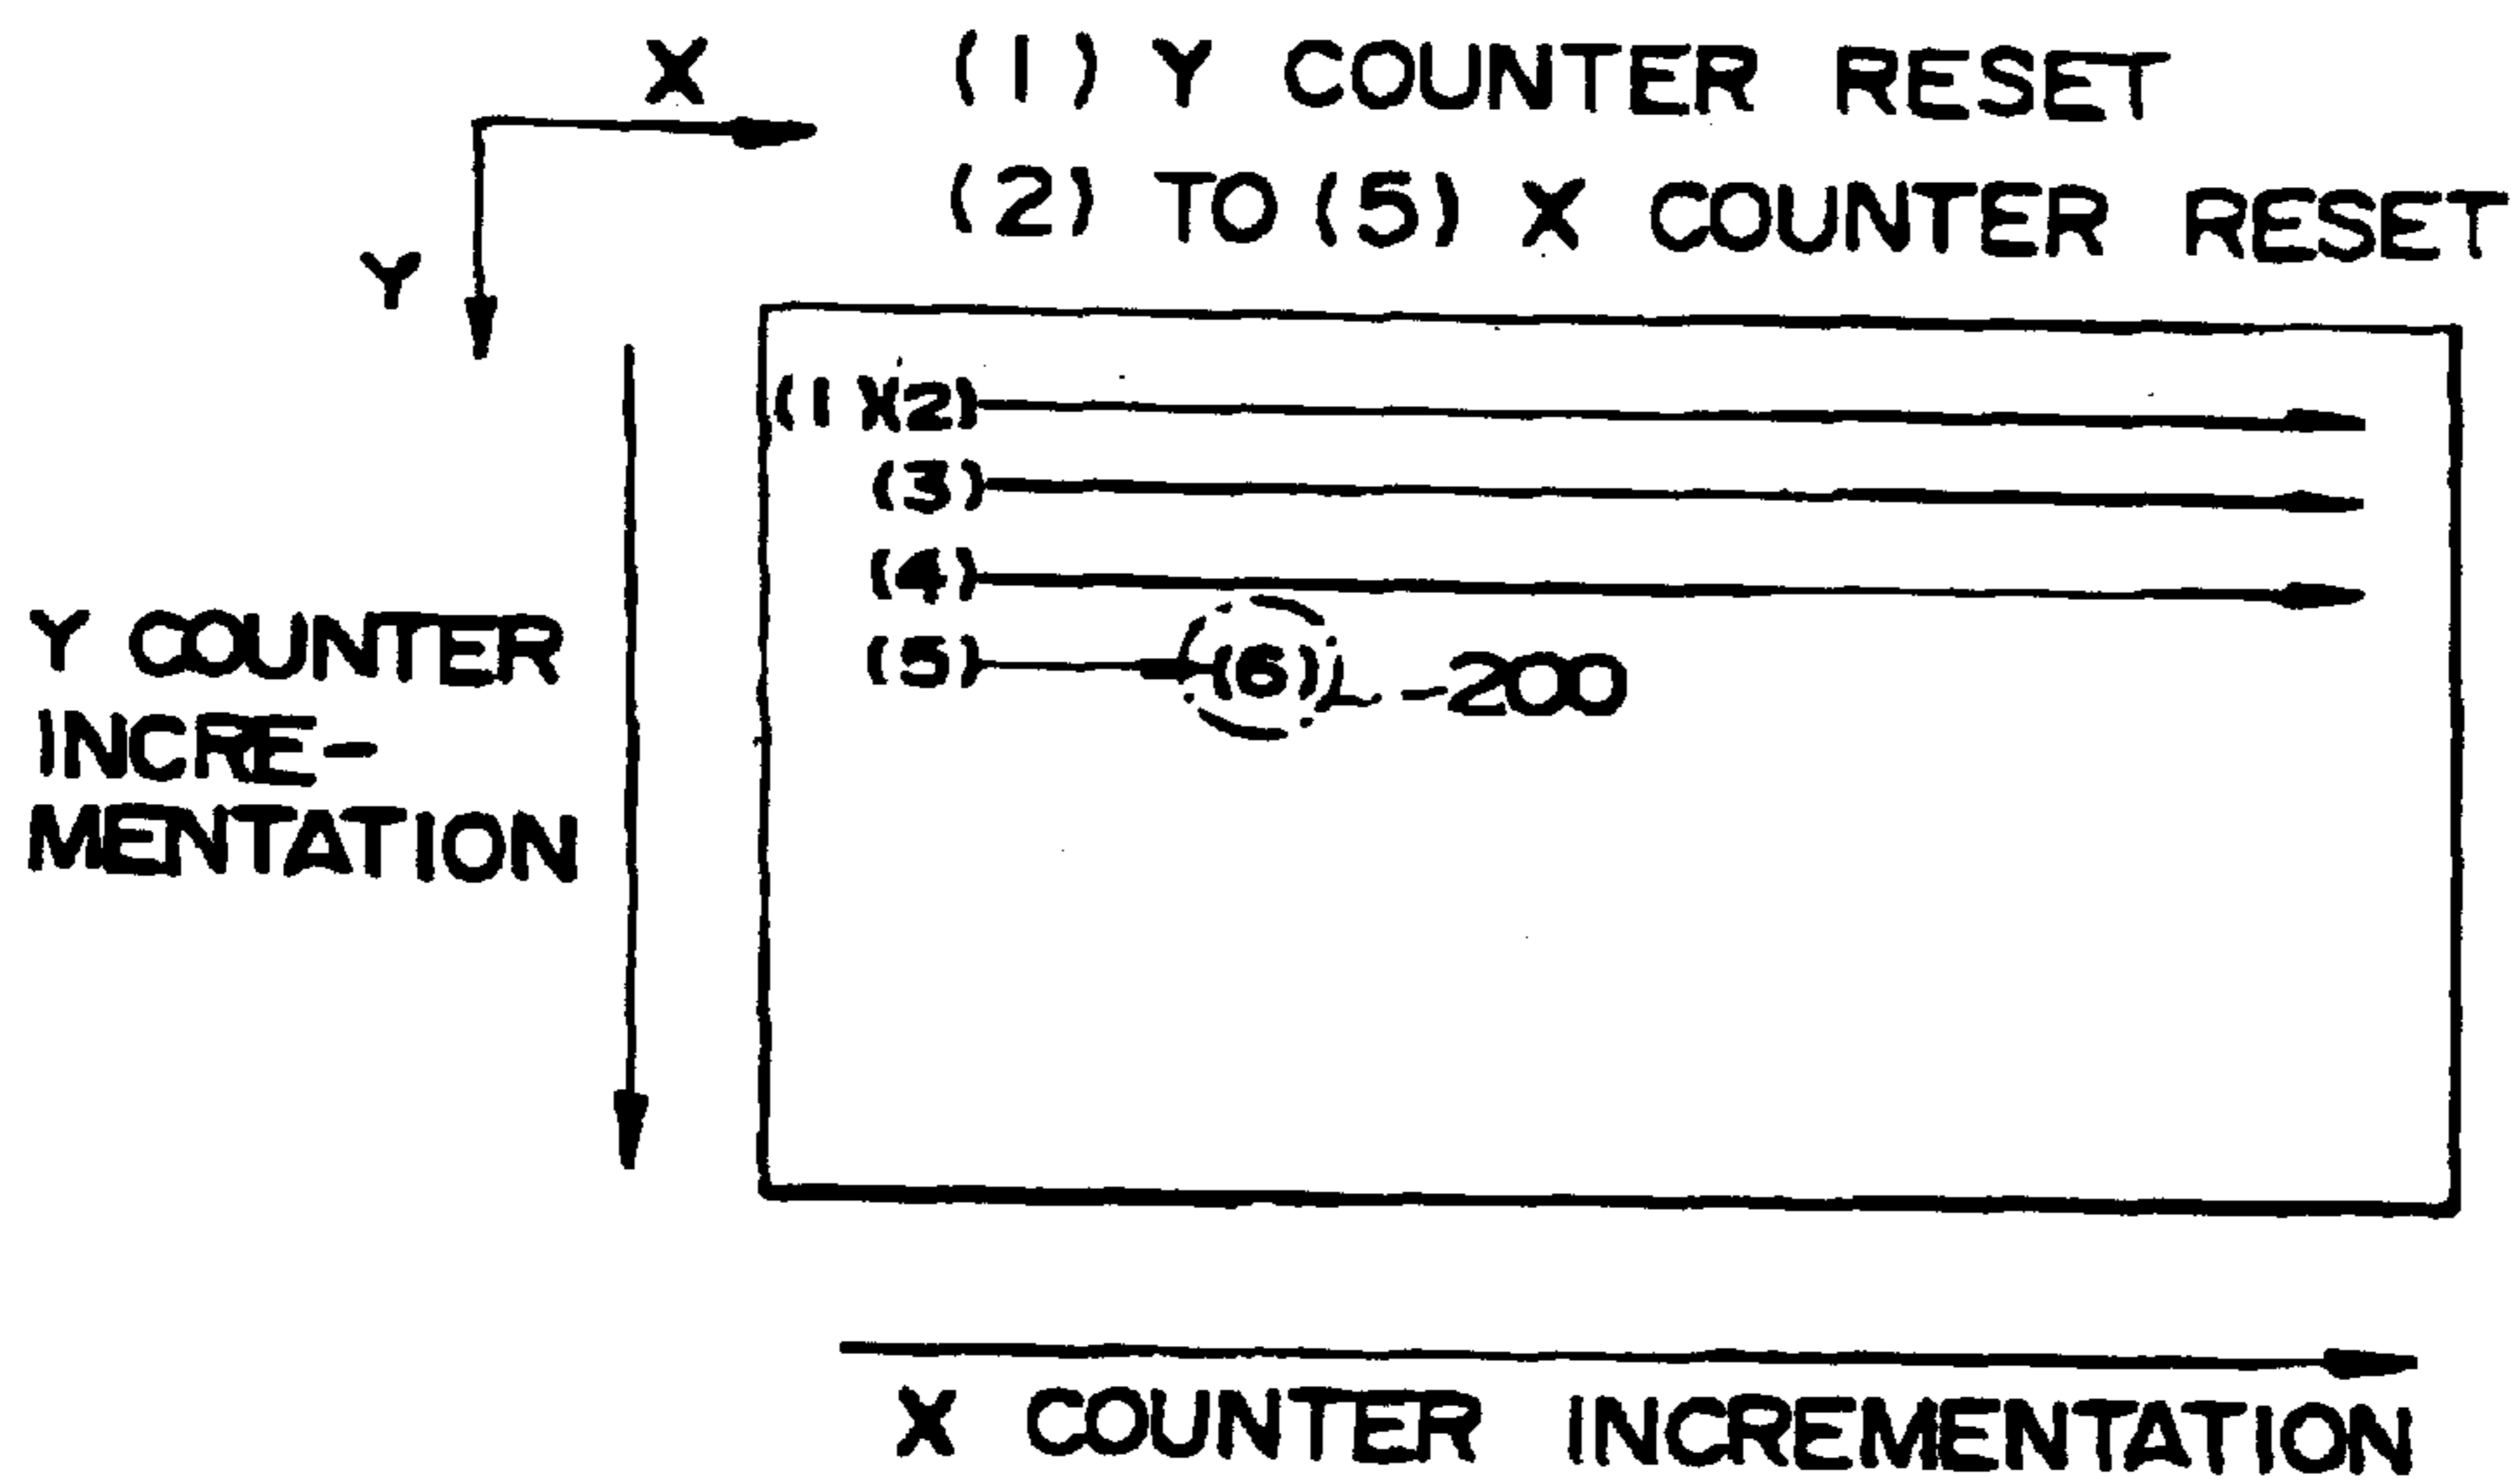 X
(1) Y COUNTER RESET
(2) TO (5) X COUNTER RESET
Y
(1)(2)
(3)
(4)
(5) (6) 200
Y COUNTER
INCRE-
MENTATION
X COUNTER INCREMENTATION